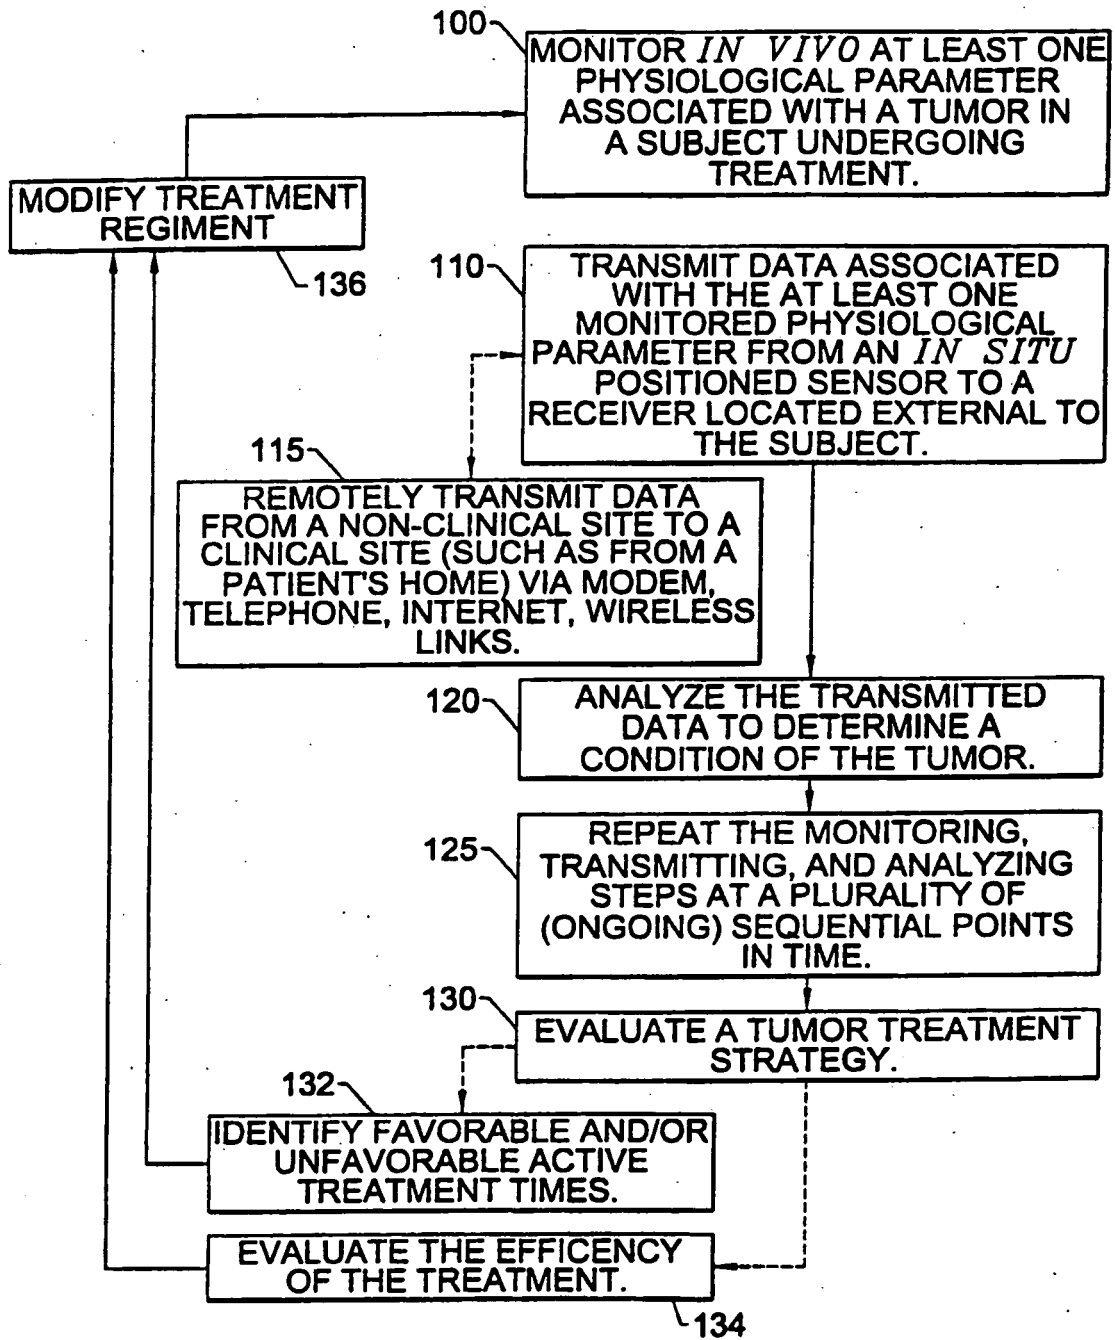 100
MONITOR IN VIVO AT LEAST ONE
PHYSIOLOGICAL PARAMETER
ASSOCIATED WITH A TUMOR IN
A SUBJECT UNDERGOING
TREATMENT.
MODIFY TREATMENT
REGIMENT
136
110
TRANSMIT DATA ASSOCIATED
WITH THE AT LEAST ONE
MONITORED PHYSIOLOGICAL
PARAMETER FROM AN IN SITU
POSITIONED SENSOR TO A
RECEIVER LOCATED EXTERNAL TO
THE SUBJECT.
115
REMOTELY TRANSMIT DATA
FROM A NON-CLINICAL SITE TO A
CLINICAL SITE (SUCH AS FROM A
PATIENT'S HOME) VIA MODEM,
TELEPHONE, INTERNET, WIRELESS
LINKS.
120
ANALYZE THE TRANSMITTED
DATA TO DETERMINE A
CONDITION OF THE TUMOR.
125
REPEAT THE MONITORING,
TRANSMITTING, AND ANALYZING
STEPS AT A PLURALITY OF
(ONGOING) SEQUENTIAL POINTS
IN TIME.
130
EVALUATE A TUMOR TREATMENT
STRATEGY.
132
IDENTIFY FAVORABLE AND/OR
UNFAVORABLE ACTIVE
TREATMENT TIMES.
EVALUATE THE EFFICENCY
OF THE TREATMENT.
134